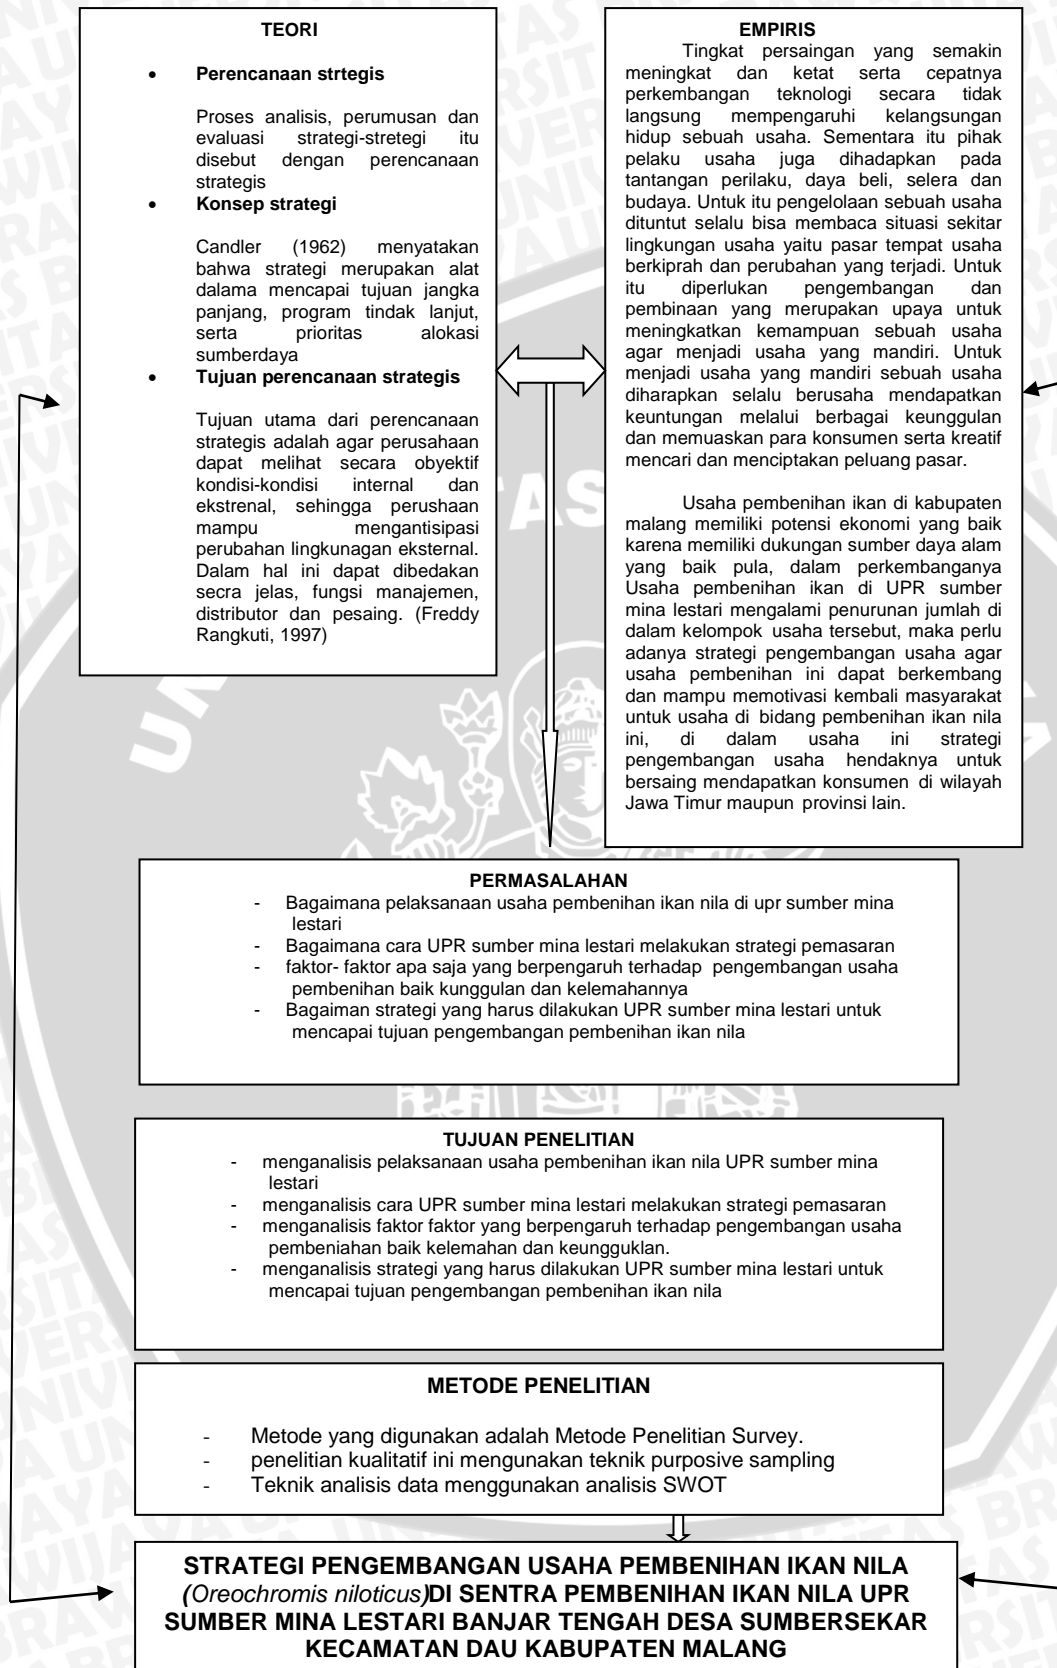 TEORI
• Perencanaan strtegis
Proses analisis, perumusan dan
evaluasi strategi-stretegi itu
disebut dengan perencanaan
strategis
• Konsep strategi
Candler (1962) menyatakan
bahwa strategi merupakan alat
dalama mencapai tujuan jangka
panjang, program tindak lanjut,
serta prioritas alokasi
sumberdaya
• Tujuan perencanaan strategis
Tujuan utama dari perencanaan
strategis adalah agar perusahaan
dapat melihat secara obyektif
kondisi-kondisi internal dan
ekstrenal, sehingga perushaan
mampu mengantisipasi
perubahan lingkunagan eksternal.
Dalam hal ini dapat dibedakan
secra jelas, fungsi manajemen,
distributor dan pesaing. (Freddy
Rangkuti, 1997)
EMPIRIS
Tingkat persaingan yang semakin
meningkat dan ketat serta cepatnya
perkembangan teknologi secara tidak
langsung mempengaruhi kelangsungan
hidup sebuah usaha. Sementara itu pihak
pelaku usaha juga dihadapkan pada
tantangan perilaku, daya beli, selera dan
budaya. Untuk itu pengelolaan sebuah usaha
dituntut selalu bisa membaca situasi sekitar
lingkungan usaha yaitu pasar tempat usaha
berkiprah dan perubahan yang terjadi. Untuk
itu diperlukan pengembangan dan
pembinaan yang merupakan upaya untuk
meningkatkan kemampuan sebuah usaha
agar menjadi usaha yang mandiri. Untuk
menjadi usaha yang mandiri sebuah usaha
diharapkan selalu berusaha mendapatkan
keuntungan melalui berbagai keunggulan
dan memuaskan para konsumen serta kreatif
mencari dan menciptakan peluang pasar.
Usaha pembenihan ikan di kabupaten
malang memiliki potensi ekonomi yang baik
karena memiliki dukungan sumber daya alam
yang baik pula, dalam perkembanganya
Usaha pembenihan ikan di UPR sumber
mina lestari mengalami penurunan jumlah di
dalam kelompok usaha tersebut, maka perlu
adanya strategi pengembangan usaha agar
usaha pembenihan ini dapat berkembang
dan mampu memotivasi kembali masyarakat
untuk usaha di bidang pembenihan ikan nila
ini, di dalam usaha ini strategi
pengembangan usaha hendaknya untuk
bersaing mendapatkan konsumen di wilayah
Jawa Timur maupun provinsi lain.
PERMASALAHAN
- Bagaimana pelaksanaan usaha pembenihan ikan nila di upr sumber mina
lestari
- Bagaimana cara UPR sumber mina lestari melakukan strategi pemasaran
- faktor- faktor apa saja yang berpengaruh terhadap pengembangan usaha
pembenihan baik kunggulan dan kelemahannya
- Bagaiman strategi yang harus dilakukan UPR sumber mina lestari untuk
mencapai tujuan pengembangan pembenihan ikan nila
TUJUAN PENELITIAN
- menganalisis pelaksanaan usaha pembenihan ikan nila UPR sumber mina
lestari
- menganalisis cara UPR sumber mina lestari melakukan strategi pemasaran
- menganalisis faktor faktor yang berpengaruh terhadap pengembangan usaha
pembeniahan baik kelemahan dan keungguklan.
- menganalisis strategi yang harus dilakukan UPR sumber mina lestari untuk
mencapai tujuan pengembangan pembenihan ikan nila
METODE PENELITIAN
- Metode yang digunakan adalah Metode Penelitian Survey.
- penelitian kualitatif ini mengunakan teknik purposive sampling
- Teknik analisis data menggunakan analisis SWOT
STRATEGI PENGEMBANGAN USAHA PEMBENIHAN IKAN NILA
(Oreochromis niloticus)DI SENTRA PEMBENIHAN IKAN NILA UPR
SUMBER MINA LESTARI BANJAR TENGAH DESA SUMBERSEKAR
KECAMATAN DAU KABUPATEN MALANG